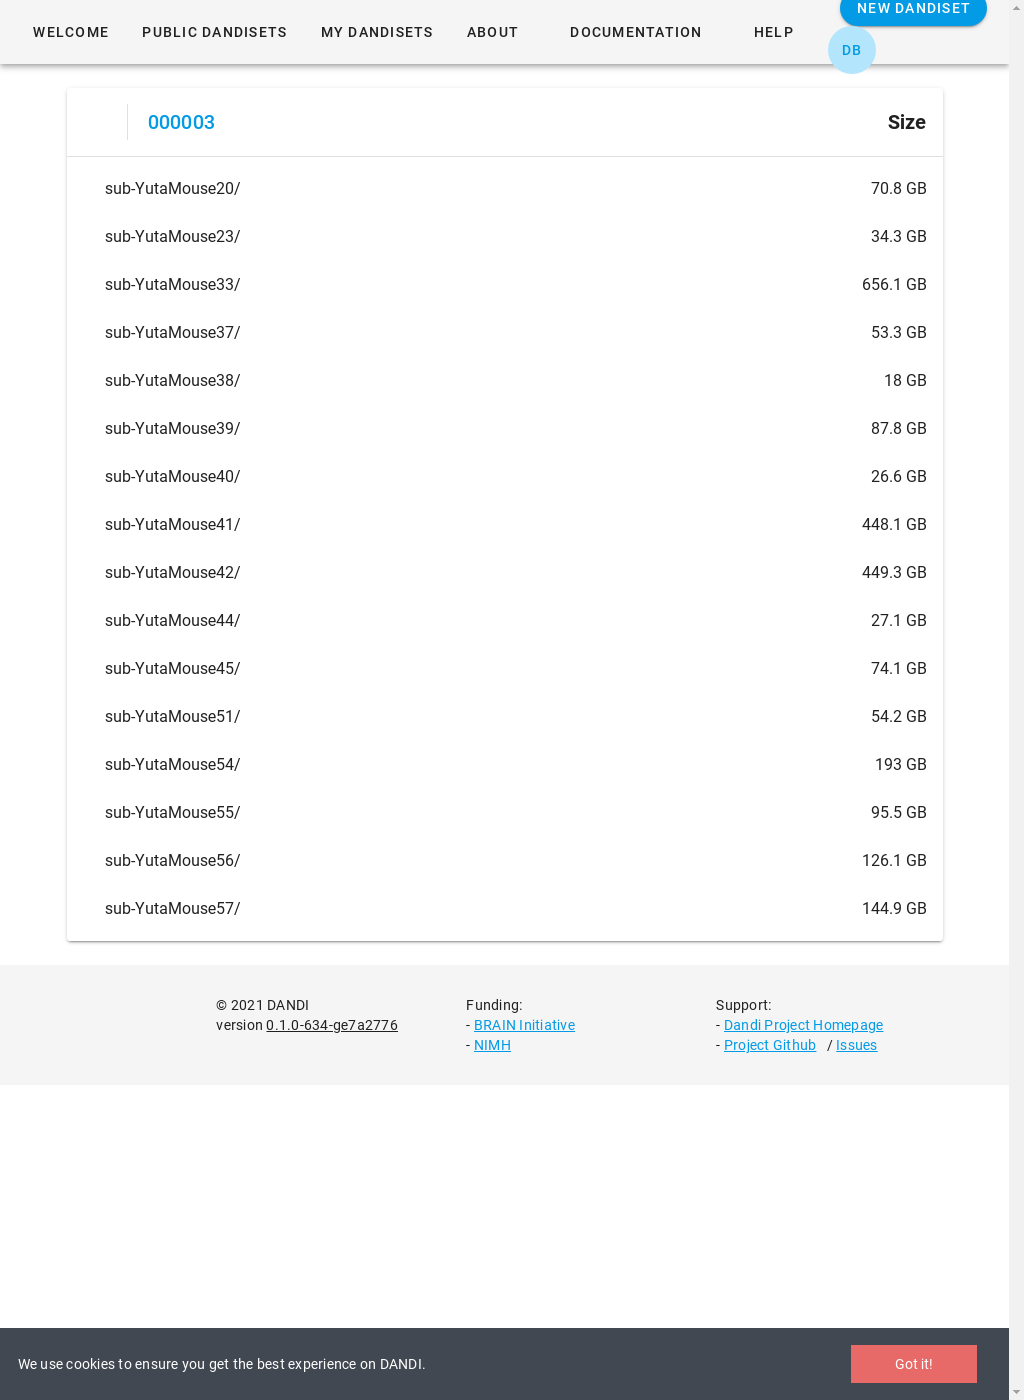 NEW DANDISET
WELCOME PUBLIC DANDISETS MY DANDISETS ABOUT DOCUMENTATION HELP
DB
000003 Size
sub-YutaMouse20/ 70.8 GB
sub-YutaMouse23/ 34.3 GB
sub-YutaMouse33/ 656.1 GB
sub-YutaMouse37/ 53.3 GB
sub-YutaMouse38/ 18 GB
sub-YutaMouse39/ 87.8 GB
sub-YutaMouse40/ 26.6 GB
sub-YutaMouse41/ 448.1 GB
sub-YutaMouse42/ 449.3 GB
sub-YutaMouse44/ 27.1 GB
sub-YutaMouse45/ 74.1 GB
sub-YutaMouse51/ 54.2 GB
sub-YutaMouse54/ 193 GB
sub-YutaMouse55/ 95.5 GB
sub-YutaMouse56/ 126.1 GB
sub-YutaMouse57/ 144.9 GB
© 2021 DANDI
version 0.1.0-634-ge7a2776
Funding:
- BRAIN Initiative
- NIMH
Support:
- Dandi Project Homepage
- Project Github / Issues
We use cookies to ensure you get the best experience on DANDI. Got it!